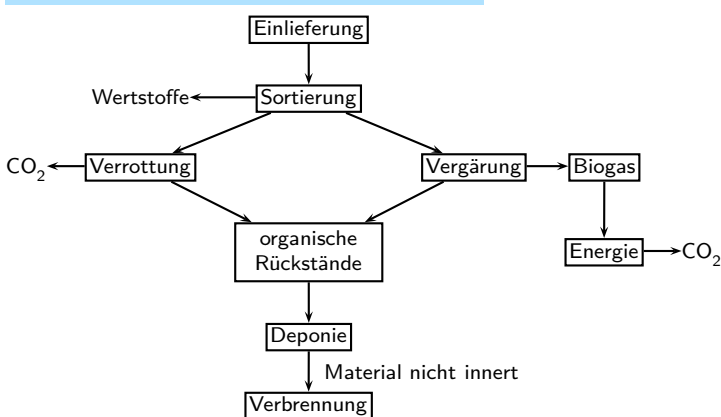 Einlieferung
Wertstoffe
Sortierung
CO₂
Verrottung
Vergärung
Biogas
organische
Rückstände
Energie
CO₂
Deponie
Material nicht innert
Verbrennung